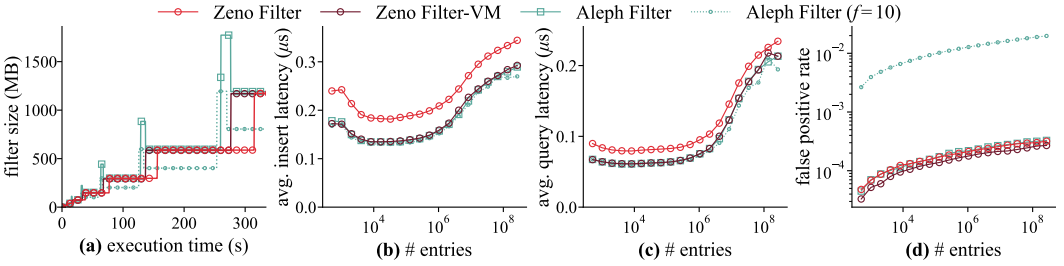 Zeno Filter Zeno Filter-VM Aleph Filter Aleph Filter (f=10)
filter size (MB)
1500
1000
500
0
0 100 200 300
(a) execution time (s)
avg. insert latency (μs)
0.3
0.2
0.1
0.0
10^4 10^6 10^8
(b) # entries
avg. query latency (μs)
0.2
0.1
0.0
10^4 10^6 10^8
(c) # entries
false positive rate
10^-2
10^-3
10^-4
10^4 10^6 10^8
(d) # entries